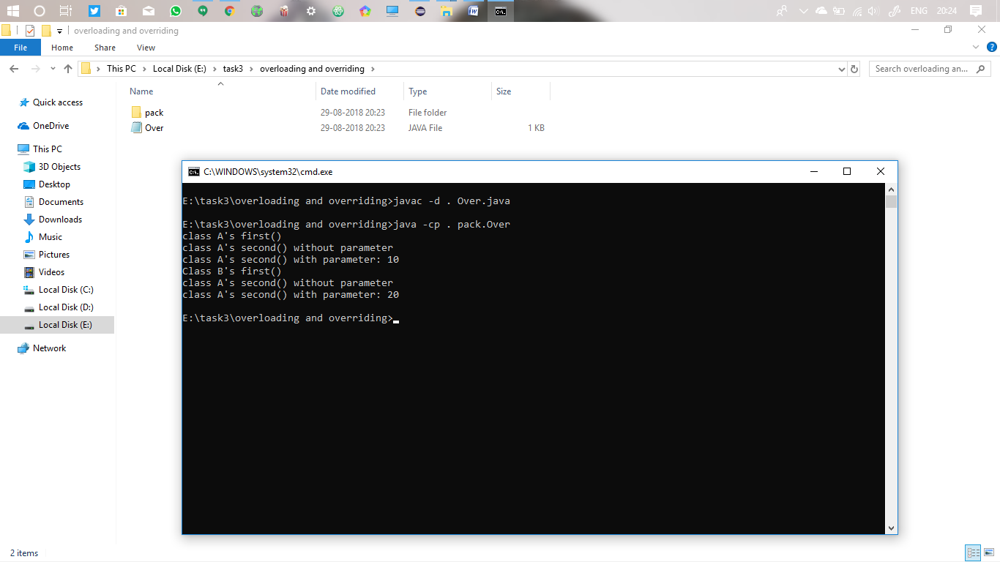 ENG 20:24
overloading and overriding
File Home Share View
This PC Local Disk (E:) task3 overloading and overriding Search overloading an...
Name Date modified Type Size
Quick access
OneDrive
This PC
3D Objects
Desktop
Documents
Downloads
Music
Pictures
Videos
Local Disk (C:)
Local Disk (D:)
Local Disk (E:)
Network
pack 29-08-2018 20:23 File folder
Over 29-08-2018 20:23 JAVA File 1 KB
C:\WINDOWS\system32\cmd.exe
E:\task3\overloading and overriding>javac -d . Over.java
E:\task3\overloading and overriding>java -cp . pack.Over
class A's first()
class A's second() without parameter
class A's second() with parameter: 10
Class B's first()
class A's second() without parameter
class A's second() with parameter: 20
E:\task3\overloading and overriding>
2 items